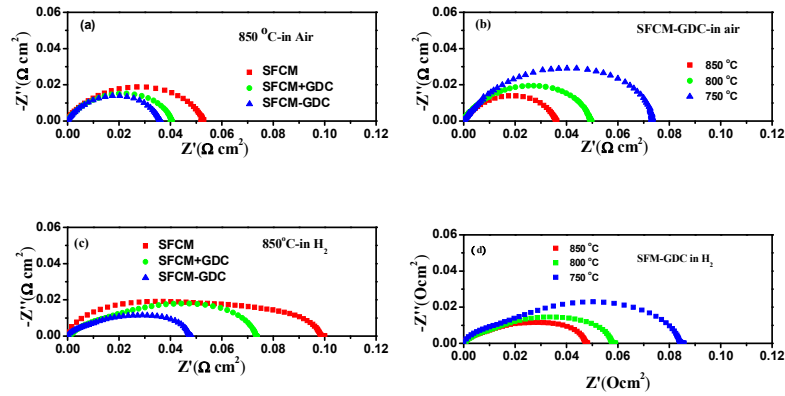 (a)
850 °C-in Air
SFCM
SFCM+GDC
SFCM-GDC
-Z''(Ω cm²)
0.06
0.04
0.02
0.00
0.00 0.02 0.04 0.06 0.08 0.10 0.12
Z'(Ω cm²)
(b)
SFCM-GDC-in air
850 °C
800 °C
750 °C
-Z''(Ω cm²)
0.06
0.04
0.02
0.00
0.00 0.02 0.04 0.06 0.08 0.10 0.12
Z'(Ω cm²)
(c)
850°C-in H₂
SFCM
SFCM+GDC
SFCM-GDC
-Z''(Ω cm²)
0.06
0.04
0.02
0.00
0.00 0.02 0.04 0.06 0.08 0.10 0.12
Z'(Ω cm²)
(d)
SFM-GDC in H₂
850 °C
800 °C
750 °C
-Z''(Ocm²)
0.06
0.04
0.02
0.00
0.00 0.02 0.04 0.06 0.08 0.10 0.12
Z'(Ocm²)